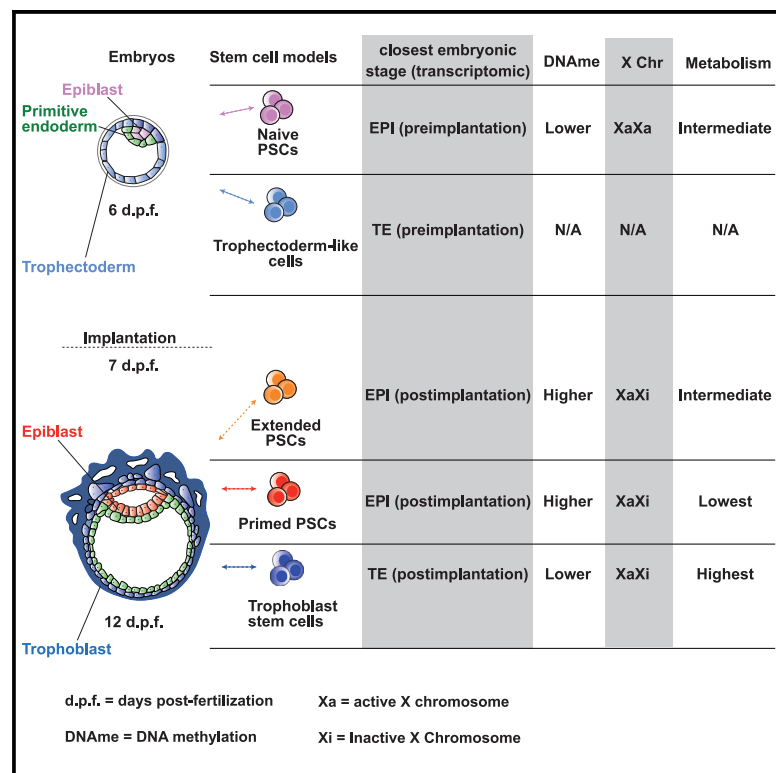 Embryos
Stem cell models
closest embryonic
stage (transcriptomic)
DNAme
X Chr
Metabolism
Epiblast
Primitive
endoderm
6 d.p.f.
Trophectoderm
Naive
PSCs
EPI (preimplantation)
Lower
XaXa
Intermediate
Trophectoderm-like
cells
TE (preimplantation)
N/A
N/A
N/A
Implantation
7 d.p.f.
Extended
PSCs
EPI (postimplantation)
Higher
XaXi
Intermediate
Epiblast
Primed PSCs
EPI (postimplantation)
Higher
XaXi
Lowest
Trophoblast
stem cells
TE (postimplantation)
Lower
XaXi
Highest
12 d.p.f.
Trophoblast
d.p.f. = days post-fertilization
Xa = active X chromosome
DNAme = DNA methylation
Xi = Inactive X Chromosome